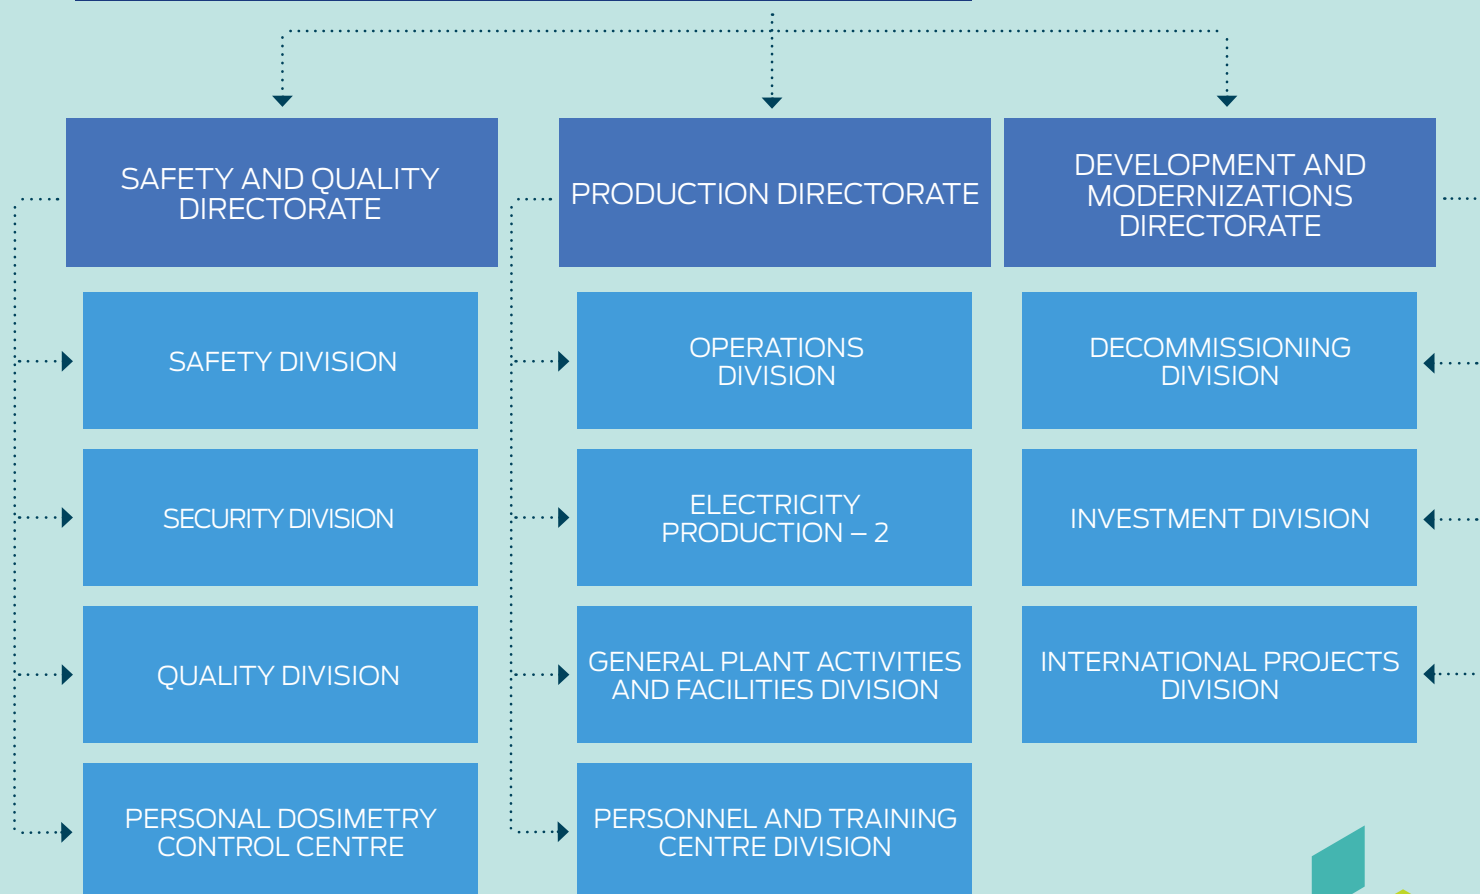 SAFETY AND QUALITY
DIRECTORATE
PRODUCTION DIRECTORATE
DEVELOPMENT AND
MODERNIZATIONS
DIRECTORATE
SAFETY DIVISION
OPERATIONS
DIVISION
DECOMMISSIONING
DIVISION
SECURITY DIVISION
ELECTRICITY
PRODUCTION – 2
INVESTMENT DIVISION
QUALITY DIVISION
GENERAL PLANT ACTIVITIES
AND FACILITIES DIVISION
INTERNATIONAL PROJECTS
DIVISION
PERSONAL DOSIMETRY
CONTROL CENTRE
PERSONNEL AND TRAINING
CENTRE DIVISION